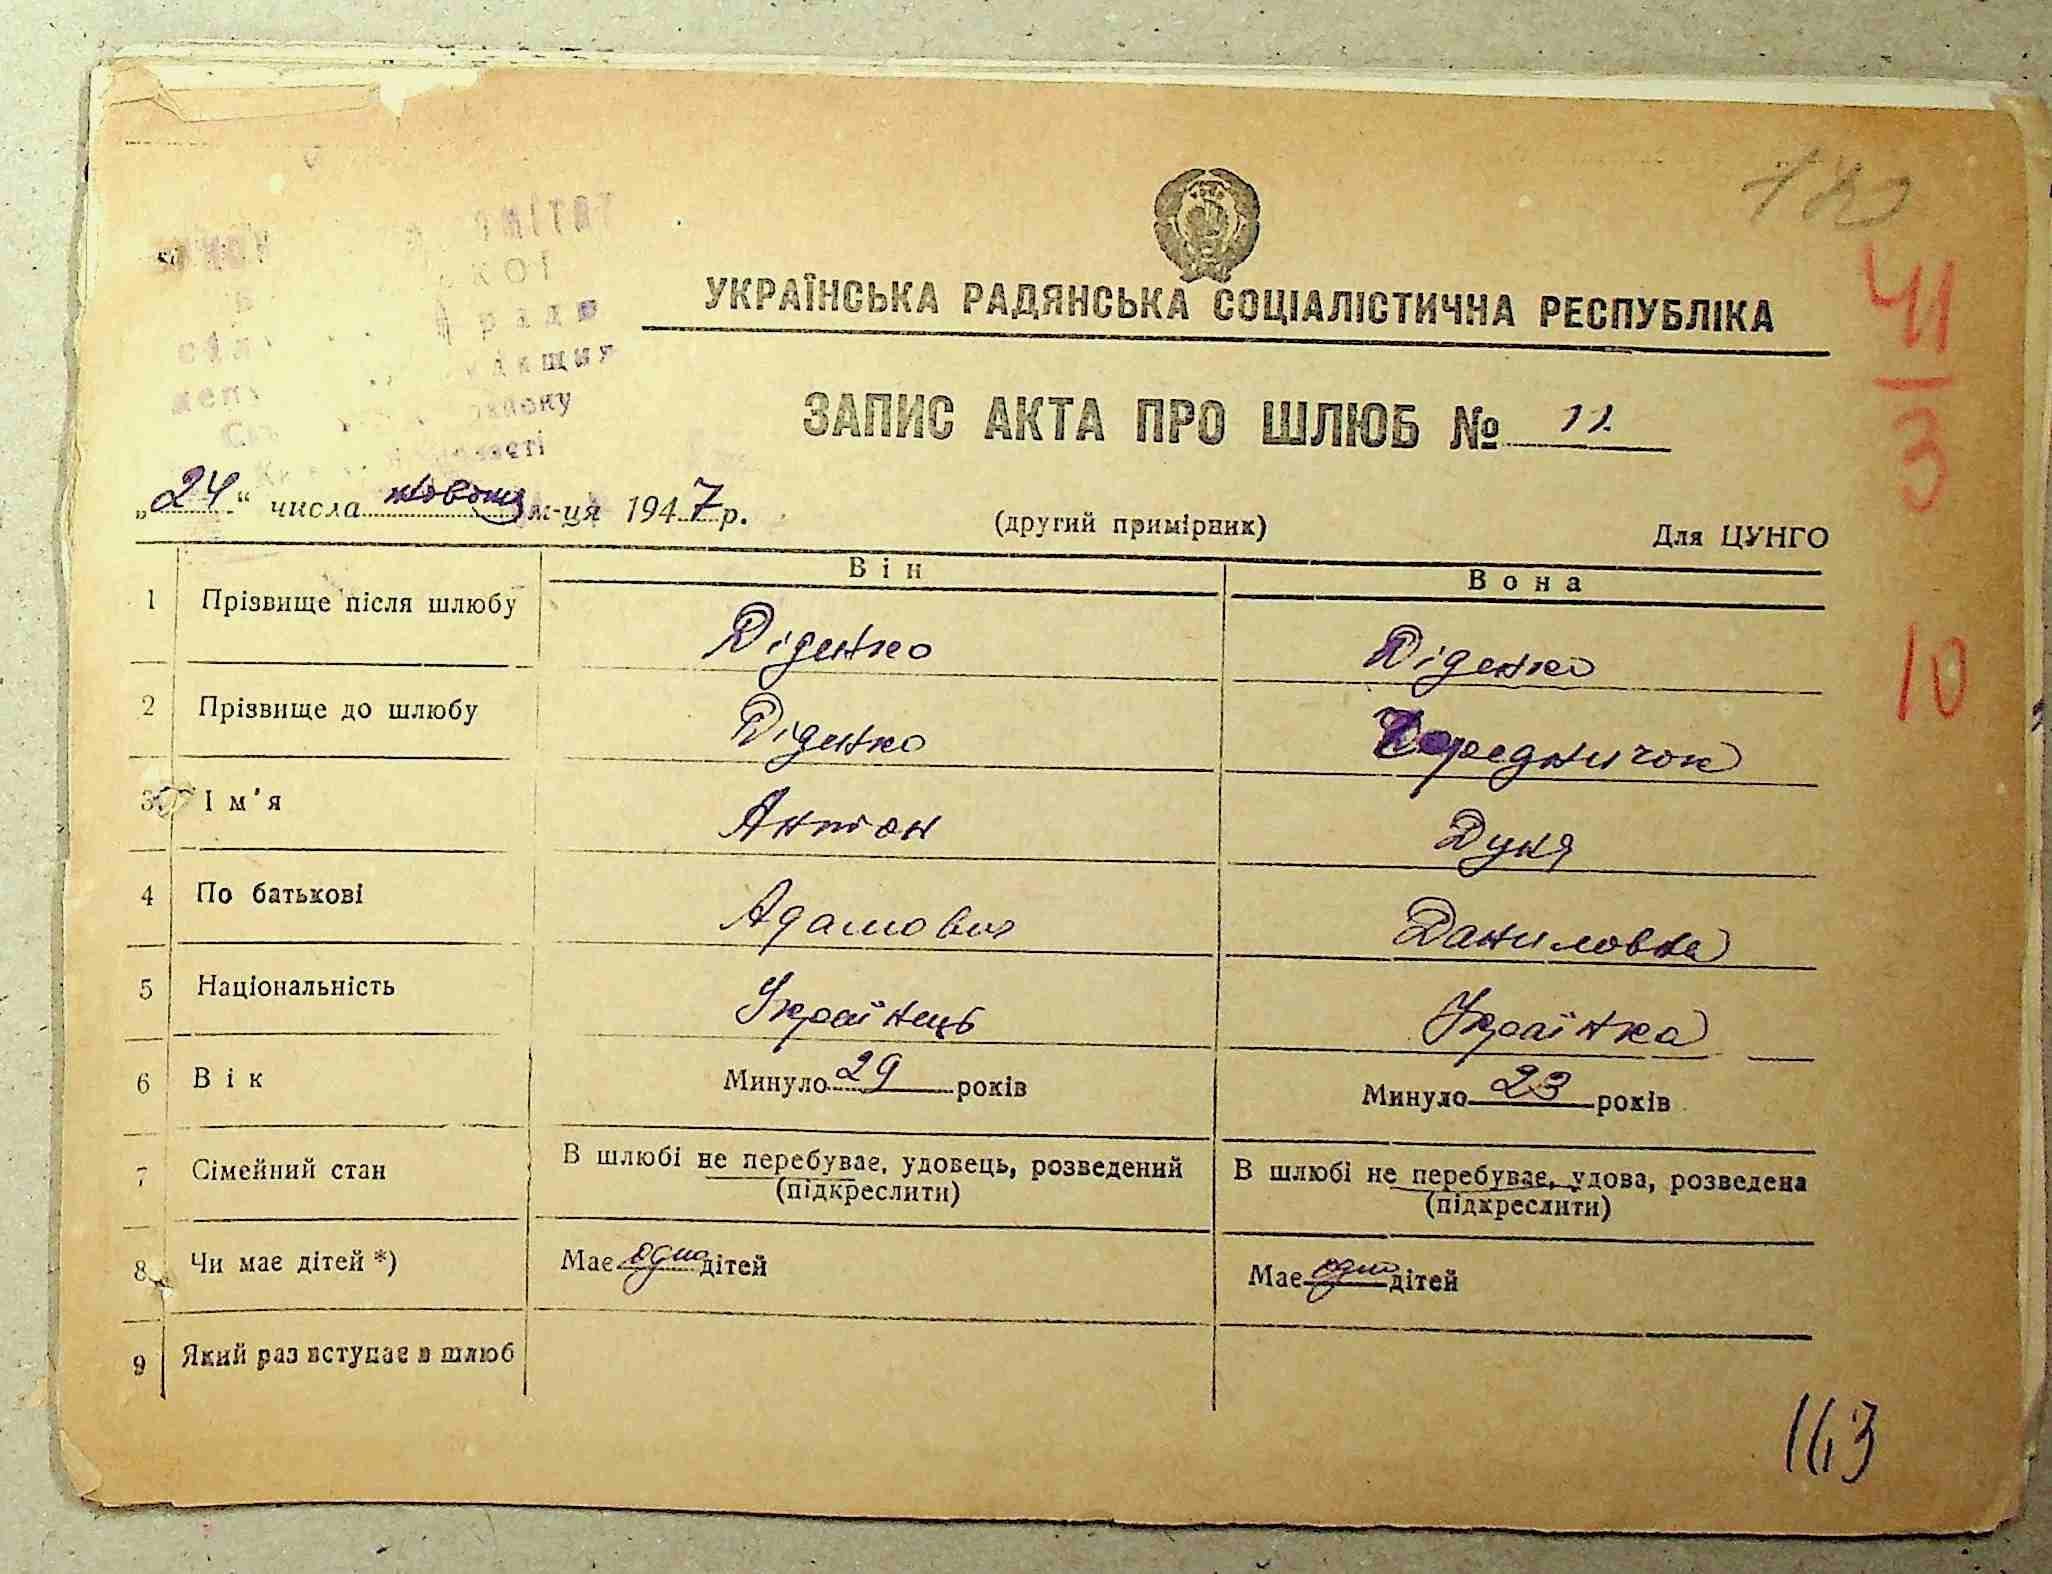 УКРАЇНСЬКА РАДЯНСЬКА СОЦІАЛІСТИЧНА РЕСПУБЛІКА
ЗАПИС АКТА ПРО ШЛЮБ № 11
„24“ числа жовтня м-ця 1947 р.
(другий примірник)
Для ЦУНГО
41
3
10
Він
Вона
1 Прізвище після шлюбу Діденко Діденко
2 Прізвище до шлюбу Діденко
3 Ім'я Антон Дуня
4 По батькові Адамович Даниловна
5 Національність Українець Українка
6 Вік Минуло 29 років Минуло 23 років
7 Сімейний стан В шлюбі не перебуває, удовець, розведений (підкреслити) В шлюбі не перебуває, удова, розведена (підкреслити)
8 Чи має дітей *) Має одно дітей Має одно дітей
9 Який раз вступає в шлюб
163